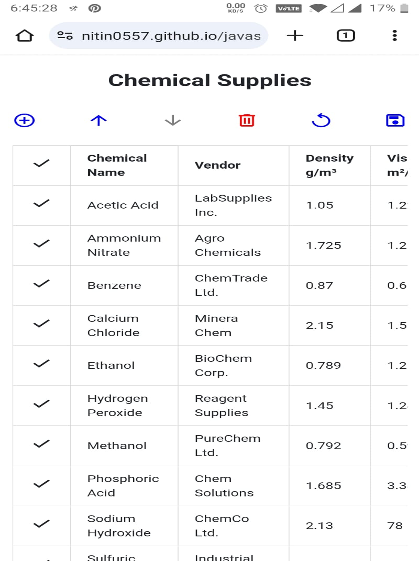 6:45:28 0.00 KB/S VoLTE 17%
nitin0557.github.io/javas 1
Chemical Supplies
Chemical Name Vendor Density g/m³ Vis m²/
Acetic Acid LabSupplies Inc. 1.05 1.2
Ammonium Nitrate Agro Chemicals 1.725 1.2
Benzene ChemTrade Ltd. 0.87 0.6
Calcium Chloride Minera Chem 2.15 1.5
Ethanol BioChem Corp. 0.789 1.2
Hydrogen Peroxide Reagent Supplies 1.45 1.2
Methanol PureChem Ltd. 0.792 0.5
Phosphoric Acid Chem Solutions 1.685 3.3
Sodium Hydroxide ChemCo Ltd. 2.13 78
Sulfuric Industrial